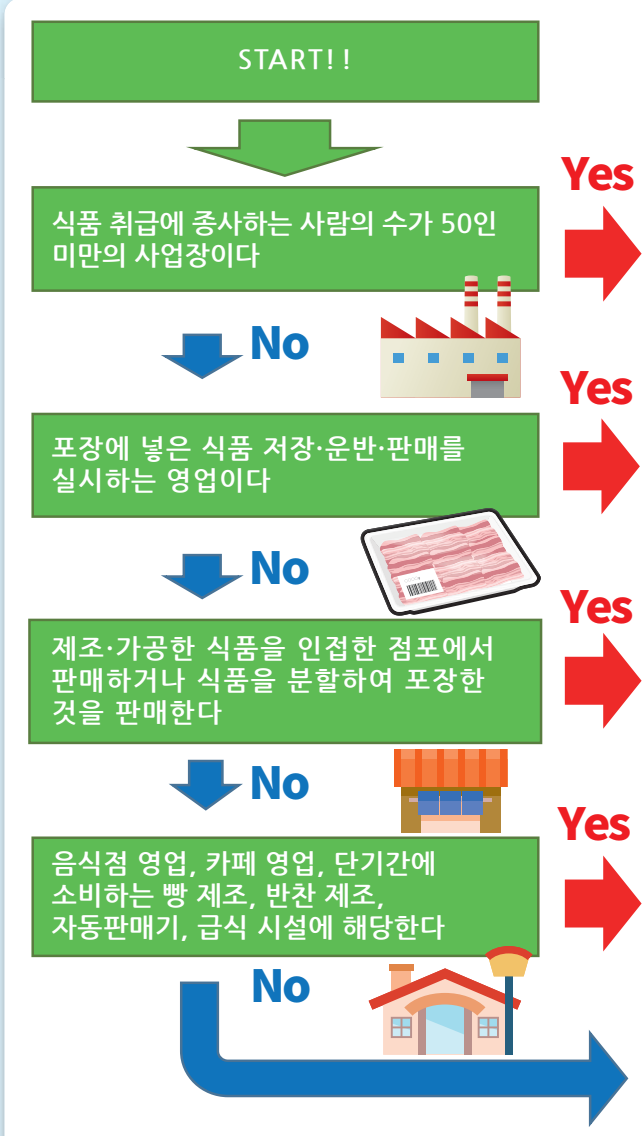 START!!
Yes
식품 취급에 종사하는 사람의 수가 50인
미만의 사업장이다
No
Yes
포장에 넣은 식품 저장·운반·판매를
실시하는 영업이다
No
Yes
제조·가공한 식품을 인접한 점포에서
판매하거나 식품을 분할하여 포장한
것을 판매한다
No
Yes
음식점 영업, 카페 영업, 단기간에
소비하는 빵 제조, 반찬 제조,
자동판매기, 급식 시설에 해당한다
No